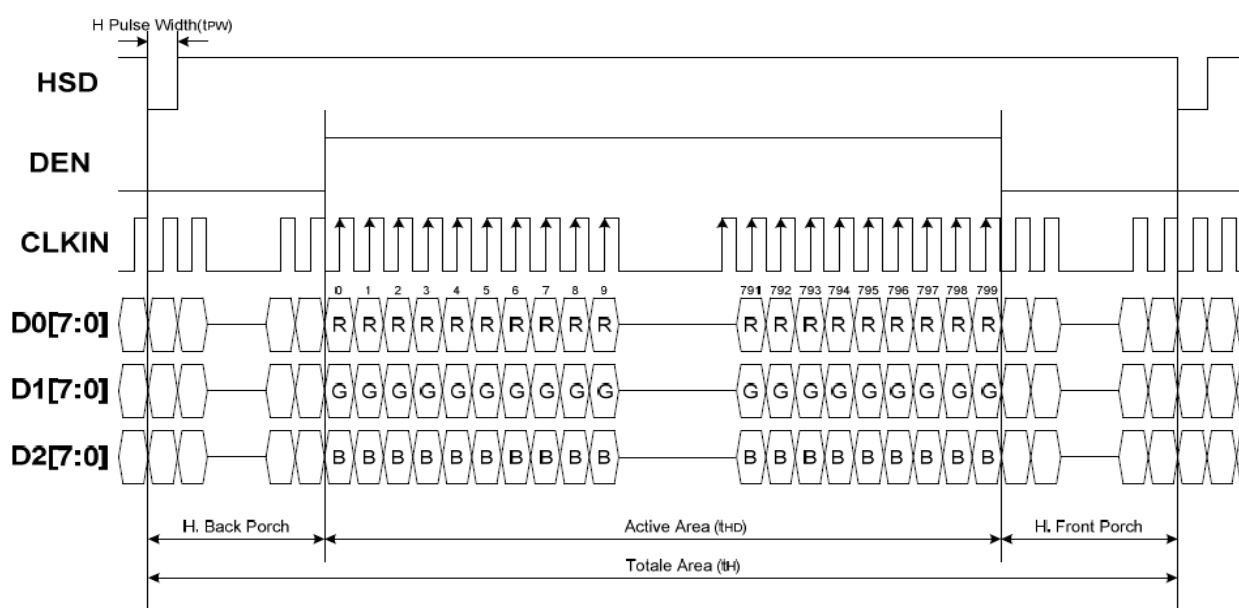 H Pulse Width(tPW)
HSD
DEN
CLKIN
0 1 2 3 4 5 6 7 8 9 791 792 793 794 795 796 797 798 799
D0[7:0] R R R R R R R R R R R R R R R R R R R
D1[7:0] G G G G G G G G G G G G G G G G G G G
D2[7:0] B B B B B B B B B B B B B B B B B B B
H. Back Porch Active Area (tHD) H. Front Porch
Totale Area (tH)